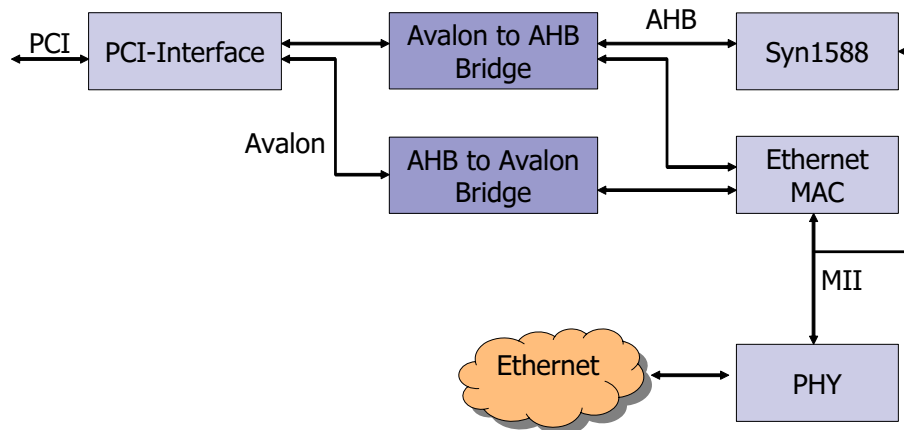 PCI
PCI-Interface
Avalon to AHB
Bridge
AHB
Syn1588
Avalon
AHB to Avalon
Bridge
Ethernet
MAC
MII
Ethernet
PHY